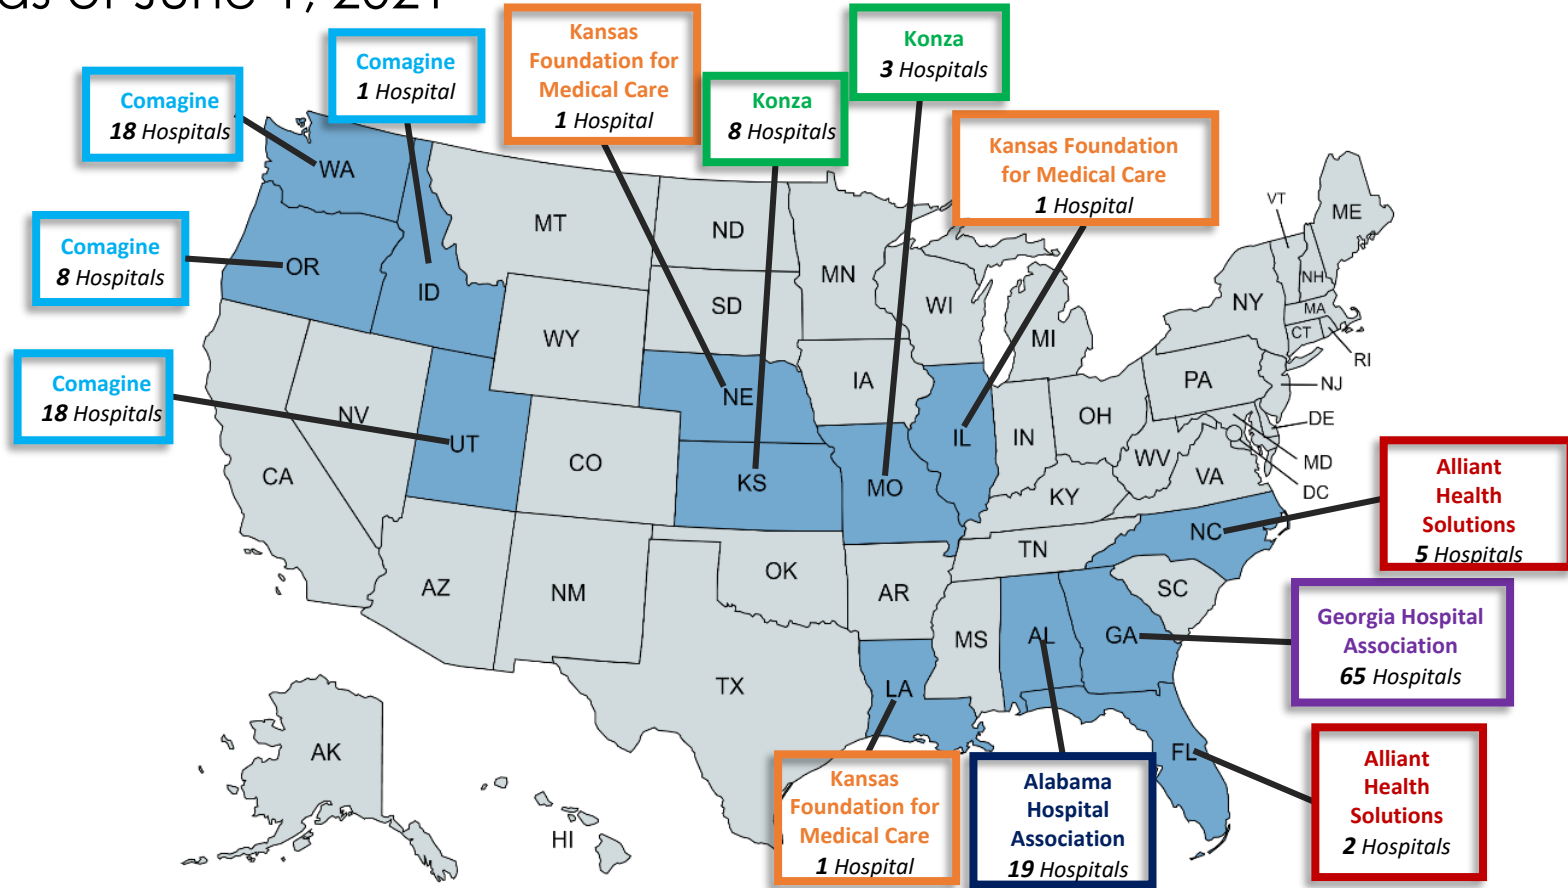 as of June 1, 2021
Comagine
18 Hospitals
Comagine
1 Hospital
Kansas
Foundation for
Medical Care
1 Hospital
Konza
8 Hospitals
Konza
3 Hospitals
Kansas Foundation
for Medical Care
1 Hospital
Comagine
8 Hospitals
Comagine
18 Hospitals
Alliant
Health
Solutions
5 Hospitals
Georgia Hospital
Association
65 Hospitals
Alliant
Health
Solutions
2 Hospitals
Alabama
Hospital
Association
19 Hospitals
Kansas
Foundation for
Medical Care
1 Hospital
WA
OR
ID
MT
ND
MN
SD
WY
WI
MI
NY
VT
ME
NH
MA
CT
RI
NJ
PA
DE
MD
DC
NV
UT
CA
CO
NE
IA
KS
MO
IL
IN
OH
WV
VA
KY
NC
TN
SC
AZ
NM
OK
AR
MS
AL
GA
TX
LA
FL
AK
HI